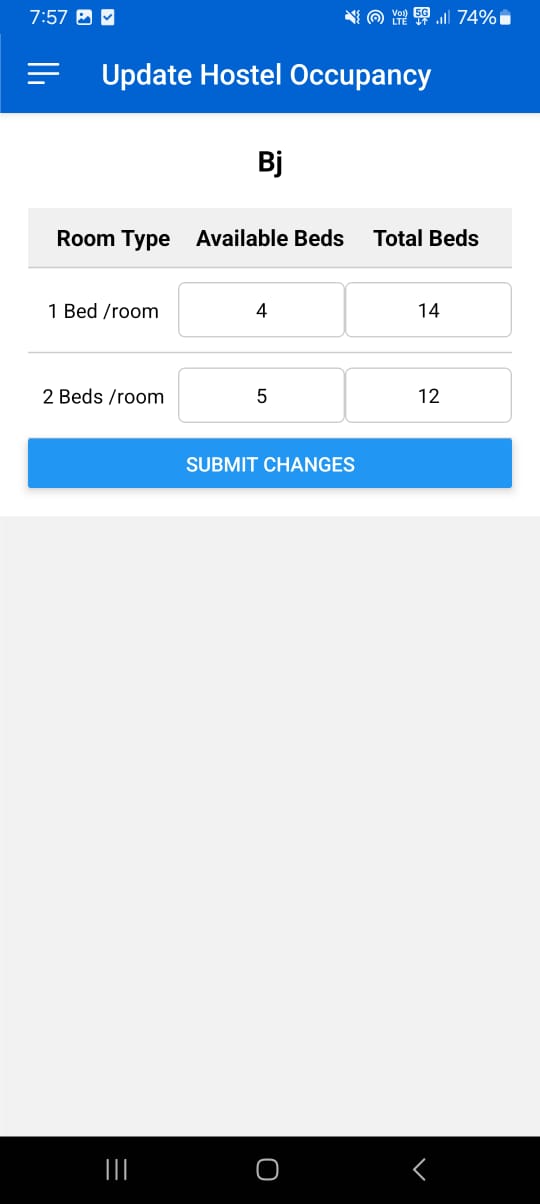 7:57 Vo)) LTE 5G 74%
Update Hostel Occupancy
Bj
Room Type Available Beds Total Beds
1 Bed /room 4 14
2 Beds /room 5 12
SUBMIT CHANGES